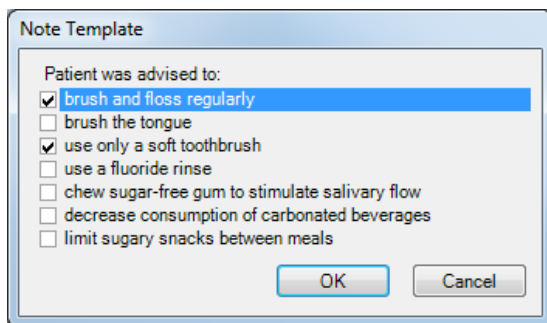 Note Template
Patient was advised to:
brush and floss regularly
brush the tongue
use only a soft toothbrush
use a fluoride rinse
chew sugar-free gum to stimulate salivary flow
decrease consumption of carbonated beverages
limit sugary snacks between meals
OK Cancel